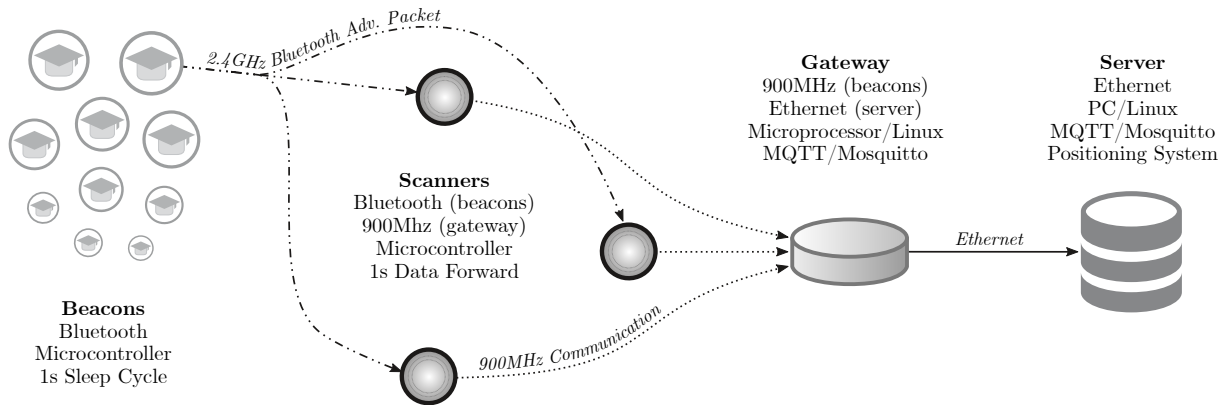 2.4GHz Bluetooth Adv. Packet
Beacons
Bluetooth
Microcontroller
1s Sleep Cycle
Scanners
Bluetooth (beacons)
900Mhz (gateway)
Microcontroller
1s Data Forward
900MHz Communication
Gateway
900MHz (beacons)
Ethernet (server)
Microprocessor/Linux
MQTT/Mosquitto
Ethernet
Server
Ethernet
PC/Linux
MQTT/Mosquitto
Positioning System